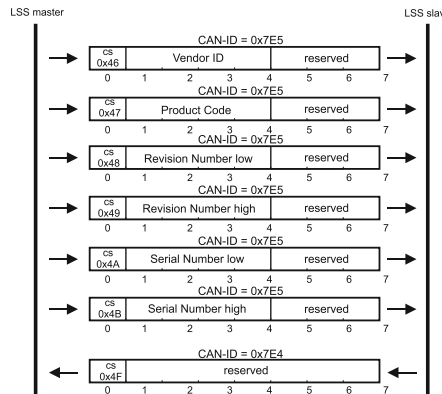 LSS master
LSS slav
CAN-ID = 0x7E5
cs
0x46
Vendor ID
reserved
0 1 2 3 4 5 6 7
CAN-ID = 0x7E5
cs
0x47
Product Code
reserved
0 1 2 3 4 5 6 7
CAN-ID = 0x7E5
cs
0x48
Revision Number low
reserved
0 1 2 3 4 5 6 7
CAN-ID = 0x7E5
cs
0x49
Revision Number high
reserved
0 1 2 3 4 5 6 7
CAN-ID = 0x7E5
cs
0x4A
Serial Number low
reserved
0 1 2 3 4 5 6 7
CAN-ID = 0x7E5
cs
0x4B
Serial Number high
reserved
0 1 2 3 4 5 6 7
CAN-ID = 0x7E4
cs
0x4F
reserved
0 1 2 3 4 5 6 7